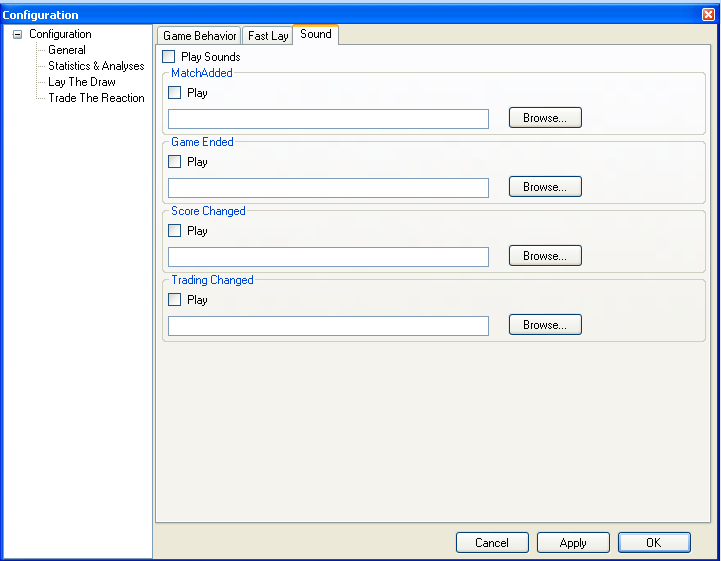 Configuration
Configuration
General
Statistics & Analyses
Lay The Draw
Trade The Reaction
Game Behavior Fast Lay Sound
Play Sounds
MatchAdded
Play
Browse...
Game Ended
Play
Browse...
Score Changed
Play
Browse...
Trading Changed
Play
Browse...
Cancel Apply OK